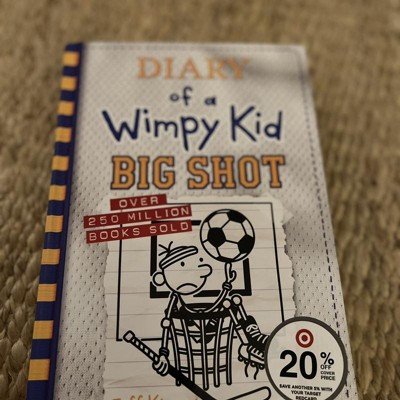 DIARY
of a
Wimpy Kid
BIG SHOT
OVER
250 MILLION
BOOKS SOLD
20% OFF
COVER
PRICE
SAVE ANOTHER 5% WITH
YOUR TARGET
REDCARD